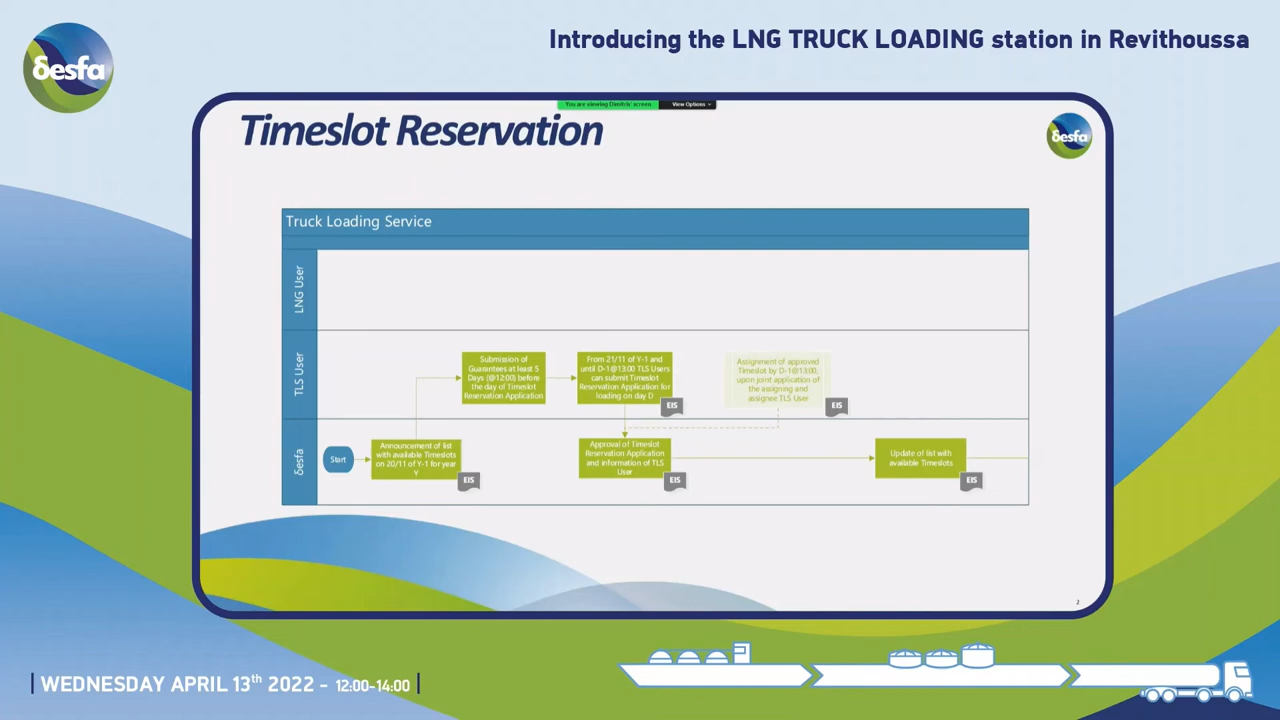 δesfa
Introducing the LNG TRUCK LOADING station in Revithoussa
You are viewing Dimitris' screen
View Options
Timeslot Reservation
δesfa
Truck Loading Service
LNG User
TLS User
Submission of
Guarantees at least 5
Days (@12:00) before
the day of Timeslot
Reservation Application
From 21/11 of Y-1 and
until D-1@13:00 TLS Users
can submit Timeslot
Reservation Application for
loading on day D
EIS
Assignment of approved
Timeslot by D-1@13:00,
upon joint application of
the assigning and
assignee TLS User
EIS
δesfa
Start
Announcement of list
with available Timeslots
on 20/11 of Y-1 for year
Y
EIS
Approval of Timeslot
Reservation Application
and information of TLS
User
EIS
Update of list with
available Timeslots
EIS
2
WEDNESDAY APRIL 13th 2022 - 12:00-14:00